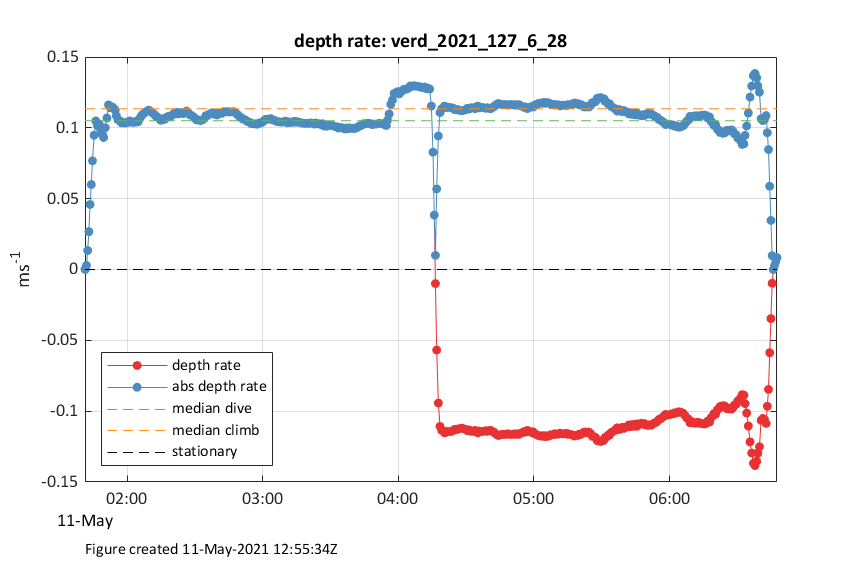 depth rate: verd_2021_127_6_28
0.15
0.1
0.05
0
-0.05
-0.1
-0.15
ms-1
depth rate
abs depth rate
median dive
median climb
stationary
02:00 03:00 04:00 05:00 06:00
11-May
Figure created 11-May-2021 12:55:34Z